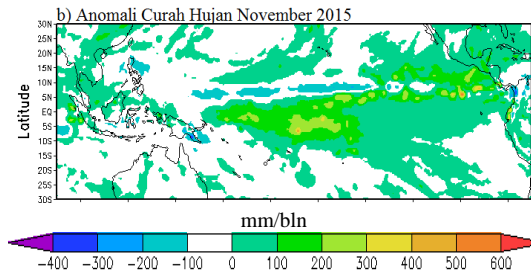 b) Anomali Curah Hujan November 2015
30N
25N
20N
15N
10N
5N
EQ
5S
10S
15S
20S
25S
30S
Latitude
mm/bln
-400 -300 -200 -100 0 100 200 300 400 500 600